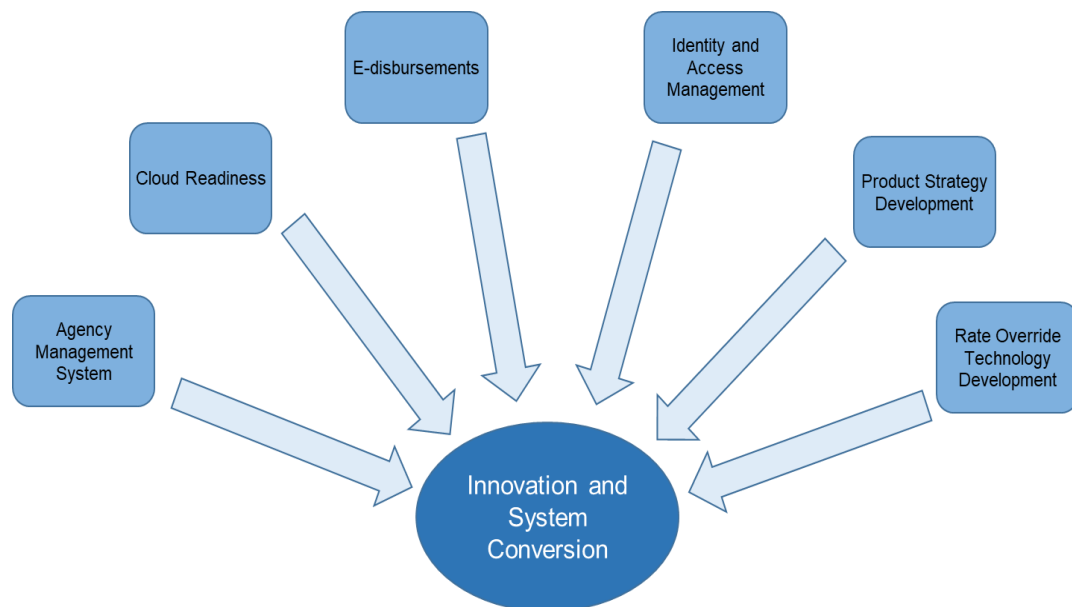 E-disbursements
Identity and
Access
Management
Cloud Readiness
Product Strategy
Development
Agency
Management
System
Rate Override
Technology
Development
Innovation and
System
Conversion